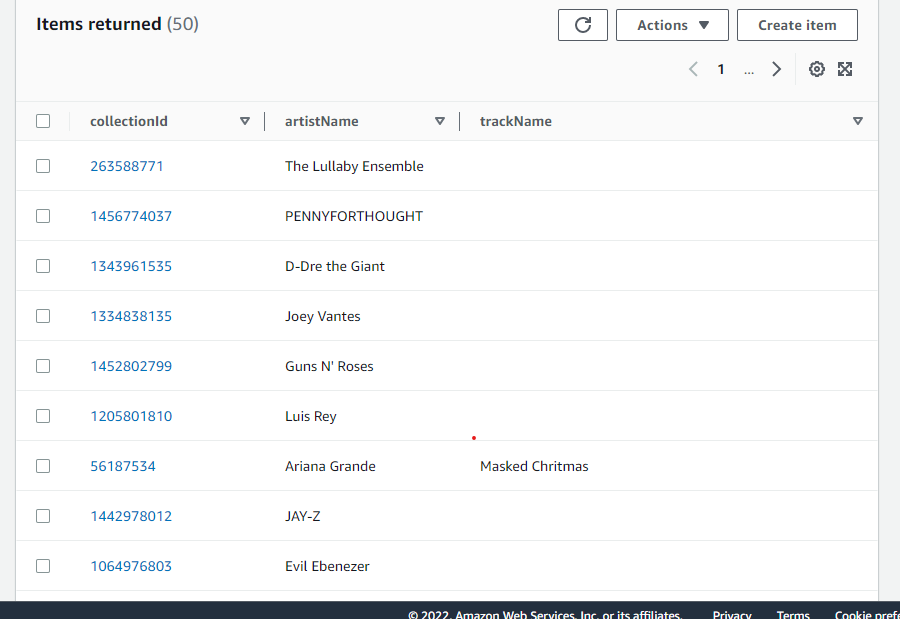 Items returned (50)
Actions
Create item
1 ...
collectionId artistName trackName
263588771 The Lullaby Ensemble
1456774037 PENNYFORTHOUGHT
1343961535 D-Dre the Giant
1334838135 Joey Vantes
1452802799 Guns N' Roses
1205801810 Luis Rey
56187534 Ariana Grande Masked Chritmas
1442978012 JAY-Z
1064976803 Evil Ebenezer
© 2022, Amazon Web Services, Inc. or its affiliates. Privacy Terms Cookie prefe